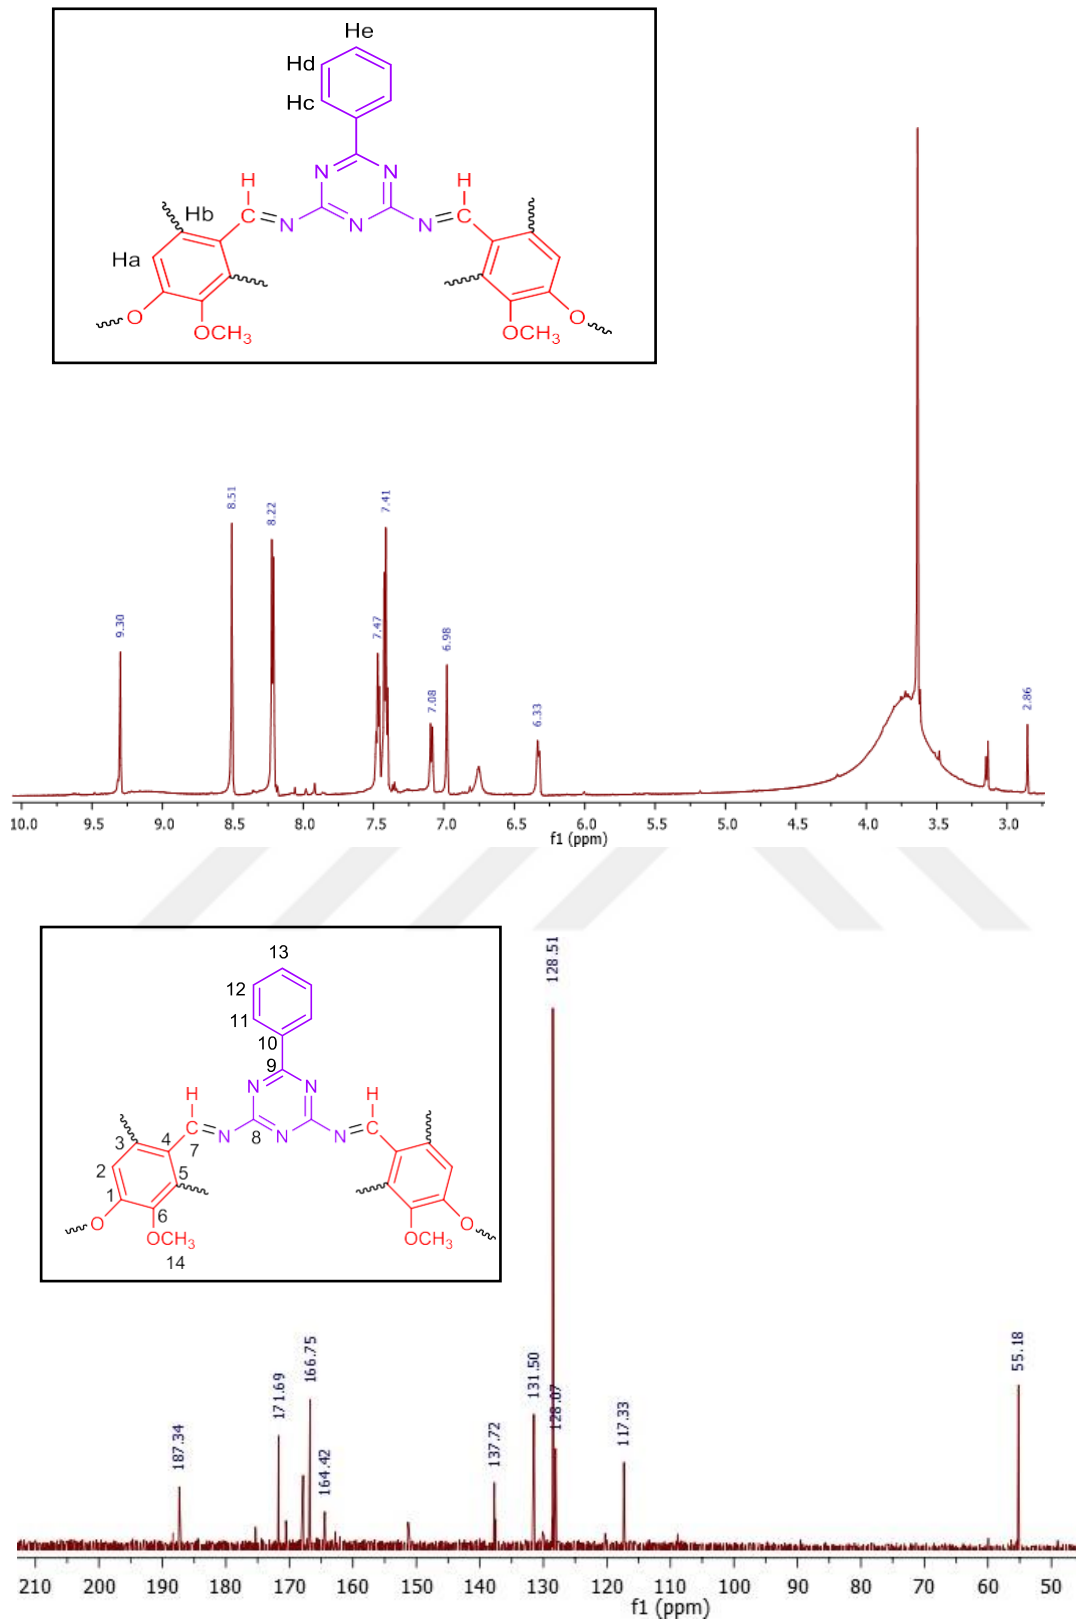 He
Hd
Hc
N N
H H
Hb C N N N C
Ha
O OCH3 OCH3 O
9.30
8.51
8.22
7.47
7.41
7.08
6.98
6.33
2.86
10.0 9.5 9.0 8.5 8.0 7.5 7.0 6.5 6.0 5.5 5.0 4.5 4.0 3.5 3.0
f1 (ppm)
13
12
11
10
9
N N
H H
3 4 C 7 N 8 N N C
2 5
1 6
O OCH3 OCH3 O
14
187.34
171.69
166.75
164.42
137.72
131.50
128.51
128.07
117.33
55.18
210 200 190 180 170 160 150 140 130 120 110 100 90 80 70 60 50
f1 (ppm)